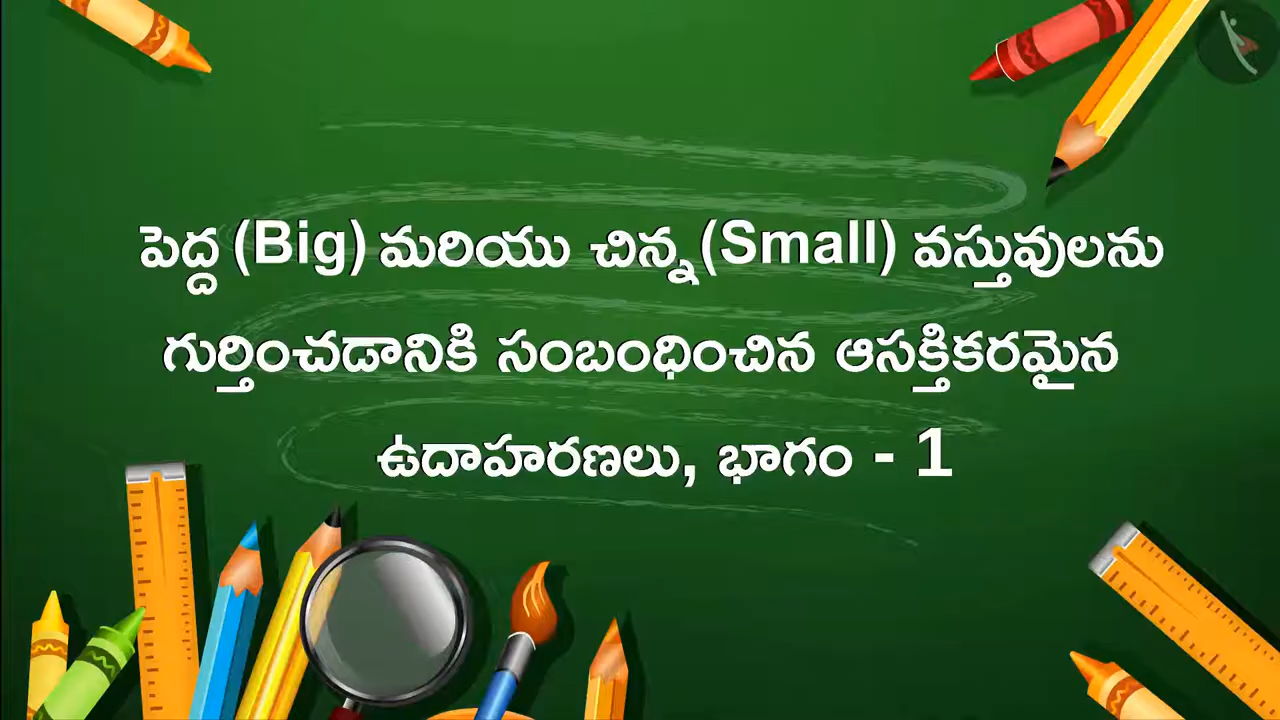 పెద్ద (Big) మరియు చిన్న(Small) వస్తువులను
గుర్తించడానికి సంబంధించిన ఆసక్తికరమైన
ఉదాహరణలు, భాగం - 1